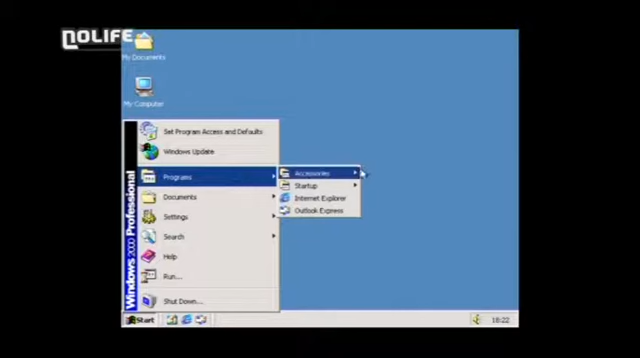 NOLIFE
My Documents
My Computer
Set Program Access and Defaults
Windows Update
Programs
Documents
Settings
Search
Help
Run...
Shut Down...
Windows 2000 Professional
Accessories
Startup
Internet Explorer
Outlook Express
Start
18:22